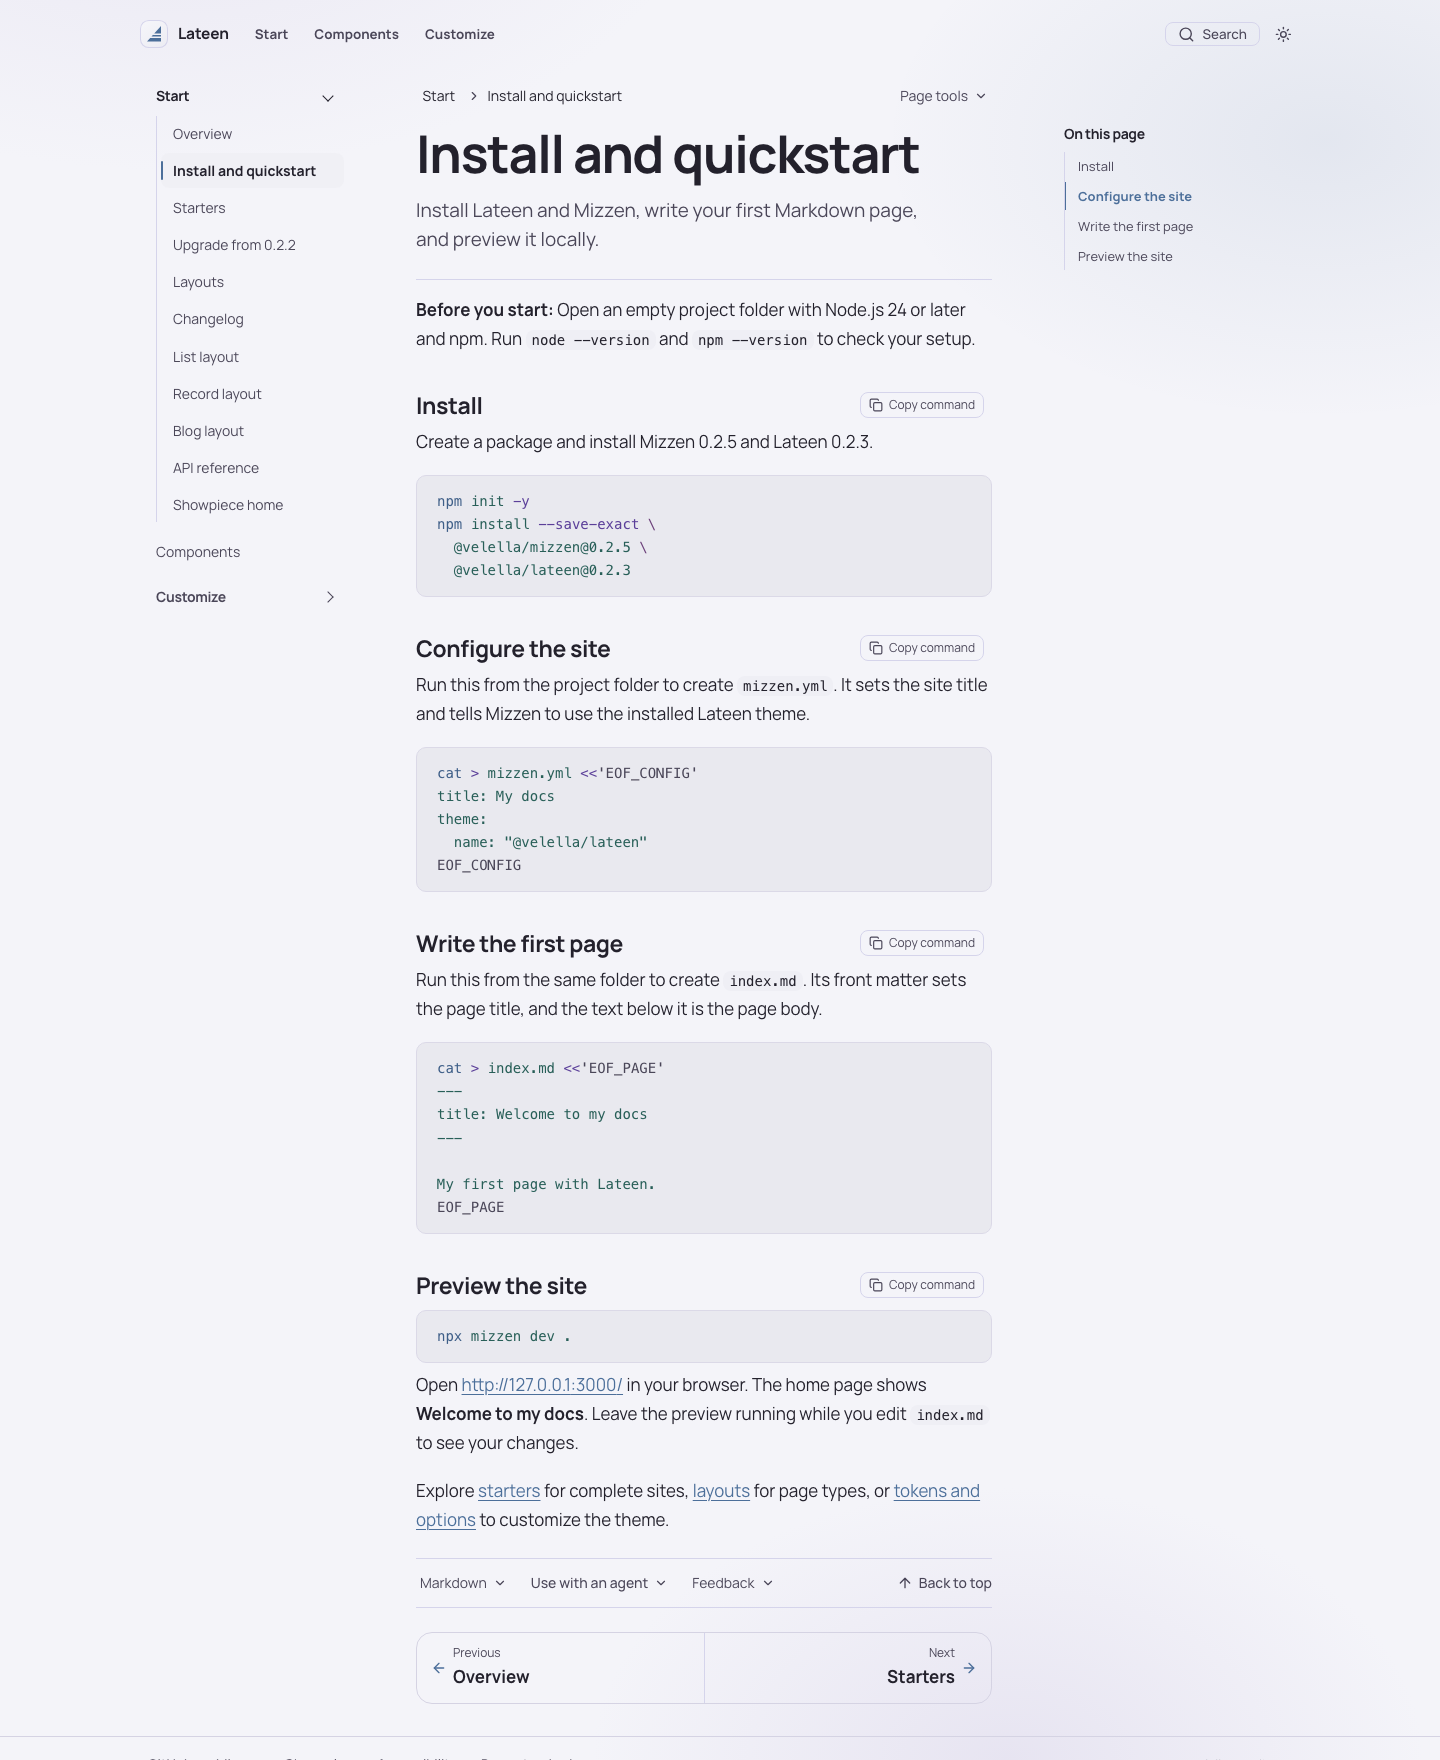 Lateen
Start
Components
Customize
Search
Start
Overview
Install and quickstart
Starters
Upgrade from 0.2.2
Layouts
Changelog
List layout
Record layout
Blog layout
API reference
Showpiece home
Components
Customize
Start > Install and quickstart
Page tools
Install and quickstart
Install Lateen and Mizzen, write your first Markdown page,
and preview it locally.
Before you start: Open an empty project folder with Node.js 24 or later
and npm. Run node --version and npm --version to check your setup.
Install
Copy command
Create a package and install Mizzen 0.2.5 and Lateen 0.2.3.
npm init -y
npm install --save-exact \
  @velella/mizzen@0.2.5 \
  @velella/lateen@0.2.3
Configure the site
Copy command
Run this from the project folder to create mizzen.yml. It sets the site title
and tells Mizzen to use the installed Lateen theme.
cat > mizzen.yml <<'EOF_CONFIG'
title: My docs
theme:
  name: "@velella/lateen"
EOF_CONFIG
Write the first page
Copy command
Run this from the same folder to create index.md. Its front matter sets
the page title, and the text below it is the page body.
cat > index.md <<'EOF_PAGE'
---
title: Welcome to my docs
---
My first page with Lateen.
EOF_PAGE
Preview the site
Copy command
npx mizzen dev .
Open http://127.0.0.1:3000/ in your browser. The home page shows
Welcome to my docs. Leave the preview running while you edit index.md
to see your changes.
Explore starters for complete sites, layouts for page types, or tokens and
options to customize the theme.
Markdown
Use with an agent
Feedback
Back to top
Previous
Overview
Next
Starters
On this page
Install
Configure the site
Write the first page
Preview the site